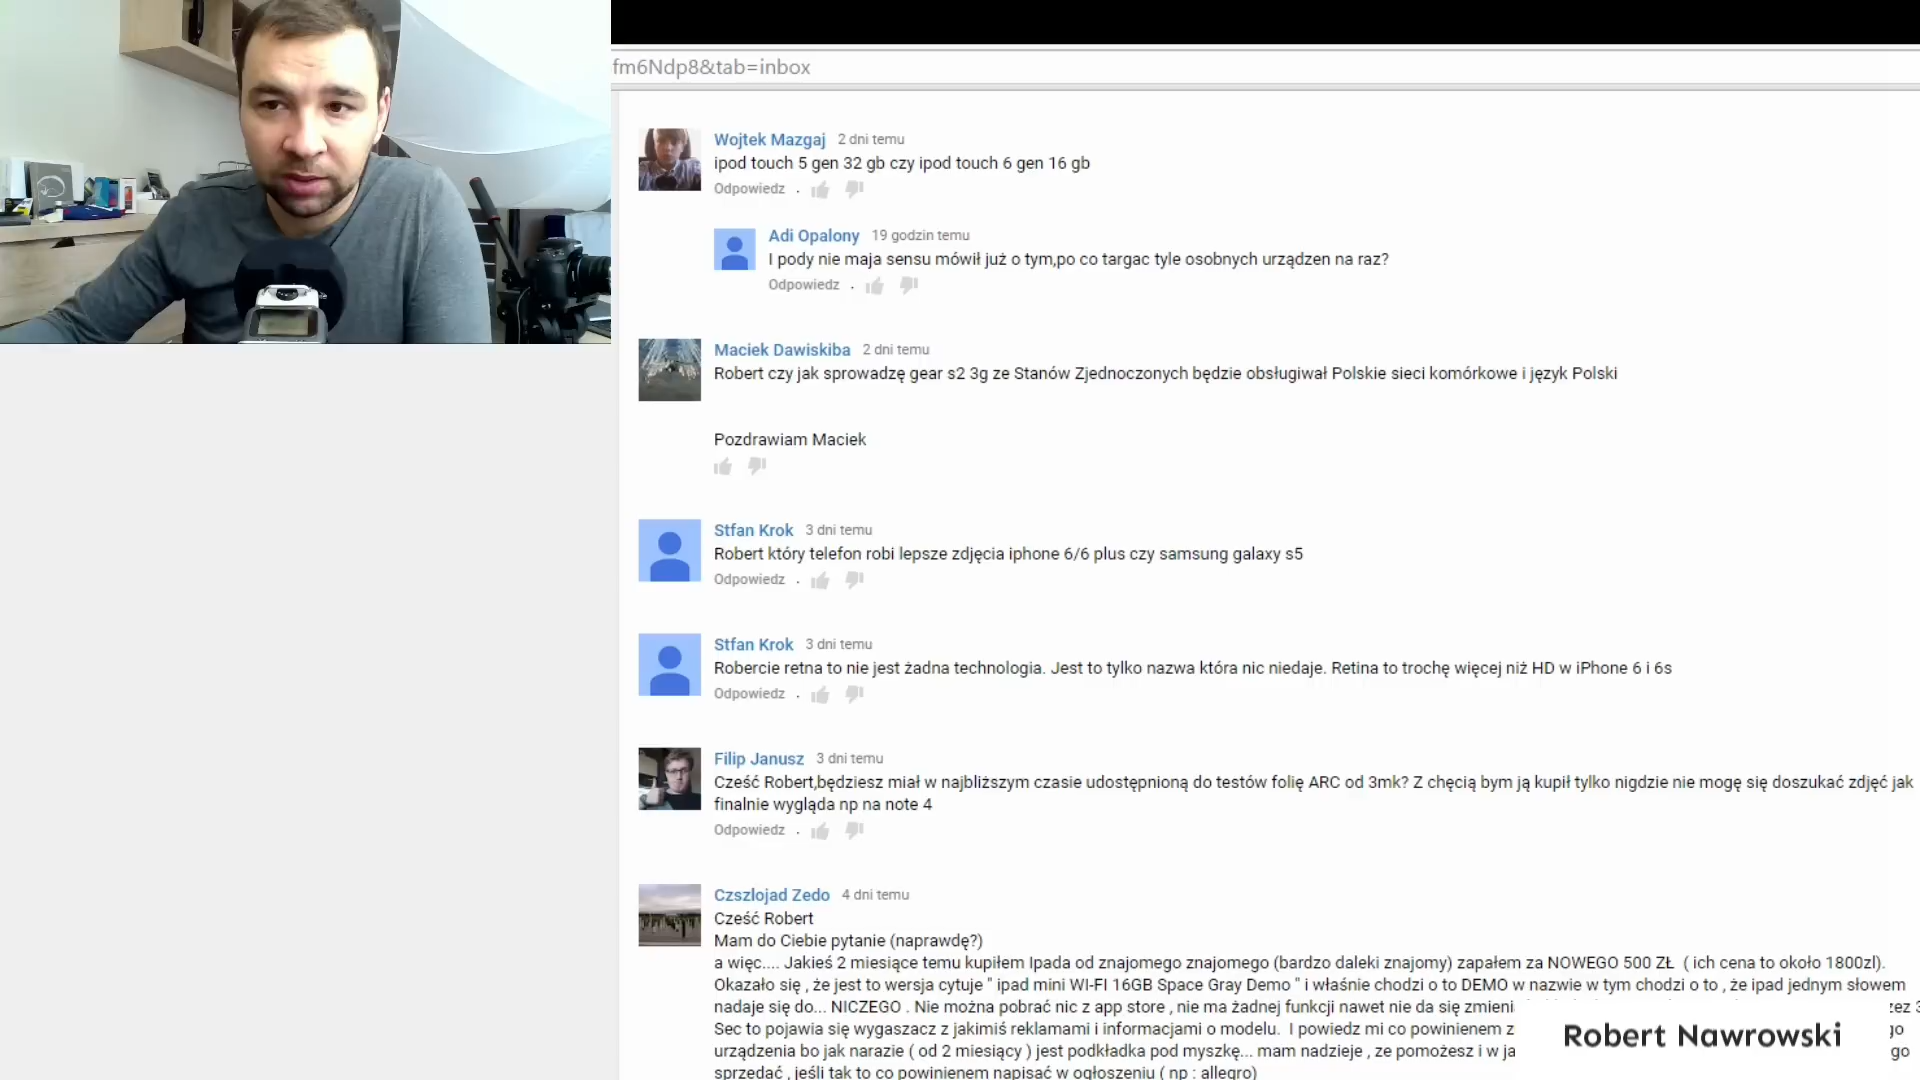 fm6Ndp8&tab=inbox
Wojtek Mazgaj 2 dni temu
ipod touch 5 gen 32 gb czy ipod touch 6 gen 16 gb
Odpowiedz .
Adi Opalony 19 godzin temu
I pody nie maja sensu mówił już o tym,po co targac tyle osobnych urządzen na raz?
Odpowiedz .
Maciek Dawiskiba 2 dni temu
Robert czy jak sprowadzę gear s2 3g ze Stanów Zjednoczonych będzie obsługiwał Polskie sieci komórkowe i język Polski
Pozdrawiam Maciek
Stfan Krok 3 dni temu
Robert który telefon robi lepsze zdjęcia iphone 6/6 plus czy samsung galaxy s5
Odpowiedz .
Stfan Krok 3 dni temu
Robercie retna to nie jest żadna technologia. Jest to tylko nazwa która nic niedaje. Retina to trochę więcej niż HD w iPhone 6 i 6s
Odpowiedz .
Filip Janusz 3 dni temu
Cześć Robert,będziesz miał w najbliższym czasie udostępnioną do testów folię ARC od 3mk? Z chęcią bym ją kupił tylko nigdzie nie mogę się doszukać zdjęć jak
finalnie wygląda np na note 4
Odpowiedz .
Czszlojad Zedo 4 dni temu
Cześć Robert
Mam do Ciebie pytanie (naprawdę?)
a więc.... Jakieś 2 miesiące temu kupiłem Ipada od znajomego znajomego (bardzo daleki znajomy) zapałem za NOWEGO 500 ZŁ ( ich cena to około 1800zl).
Okazało się , że jest to wersja cytuje " ipad mini WI-FI 16GB Space Gray Demo " i właśnie chodzi o to DEMO w nazwie w tym chodzi o to , że ipad jednym słowem
nadaje się do... NICZEGO . Nie można pobrać nic z app store , nie ma żadnej funkcji nawet nie da się zmieni
Sec to pojawia się wygaszacz z jakimiś reklamami i informacjami o modelu. I powiedz mi co powinienem z
urządzenia bo jak narazie ( od 2 miesiący ) jest podkładka pod myszkę... mam nadzieje , ze pomożesz i w ja
sprzedać , jeśli tak to co powinienem napisać w ogłoszeniu ( np : allegro)
Robert Nawrowski